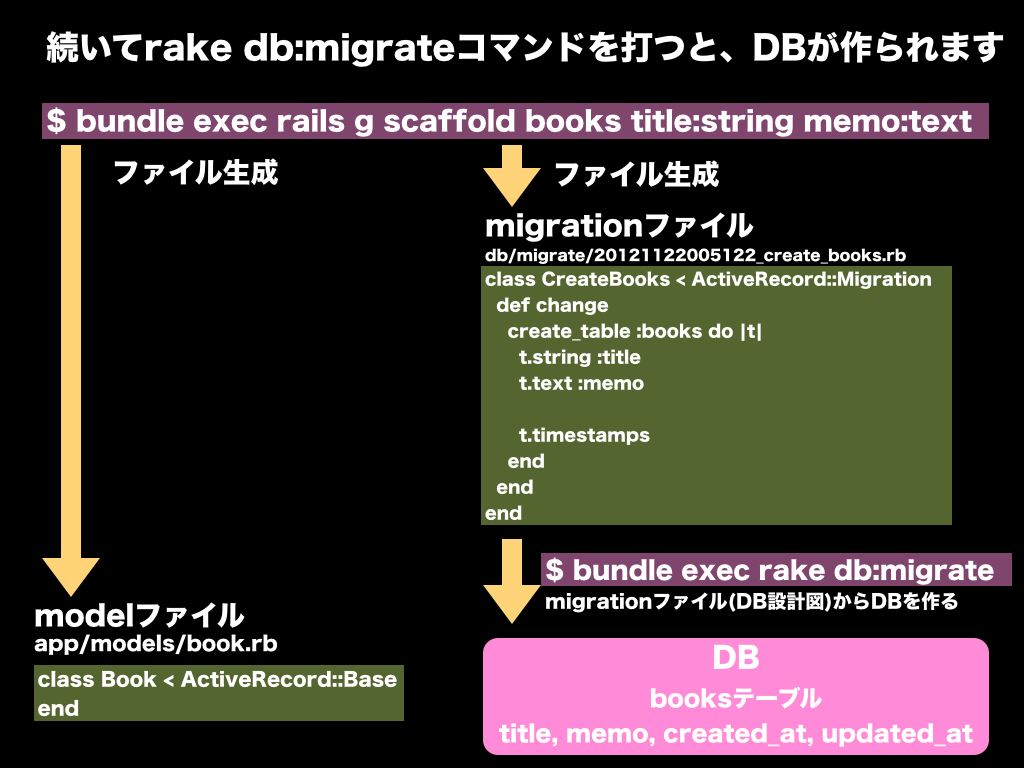 続いてrake db:migrateコマンドを打つと、DBが作られます
$ bundle exec rails g scaffold books title:string memo:text
ファイル生成
ファイル生成
migrationファイル
db/migrate/20121122005122_create_books.rb
class CreateBooks < ActiveRecord::Migration
  def change
    create_table :books do |t|
      t.string :title
      t.text :memo
      t.timestamps
    end
  end
end
$ bundle exec rake db:migrate
migrationファイル(DB設計図)からDBを作る
modelファイル
app/models/book.rb
class Book < ActiveRecord::Base
end
DB
booksテーブル
title, memo, created_at, updated_at